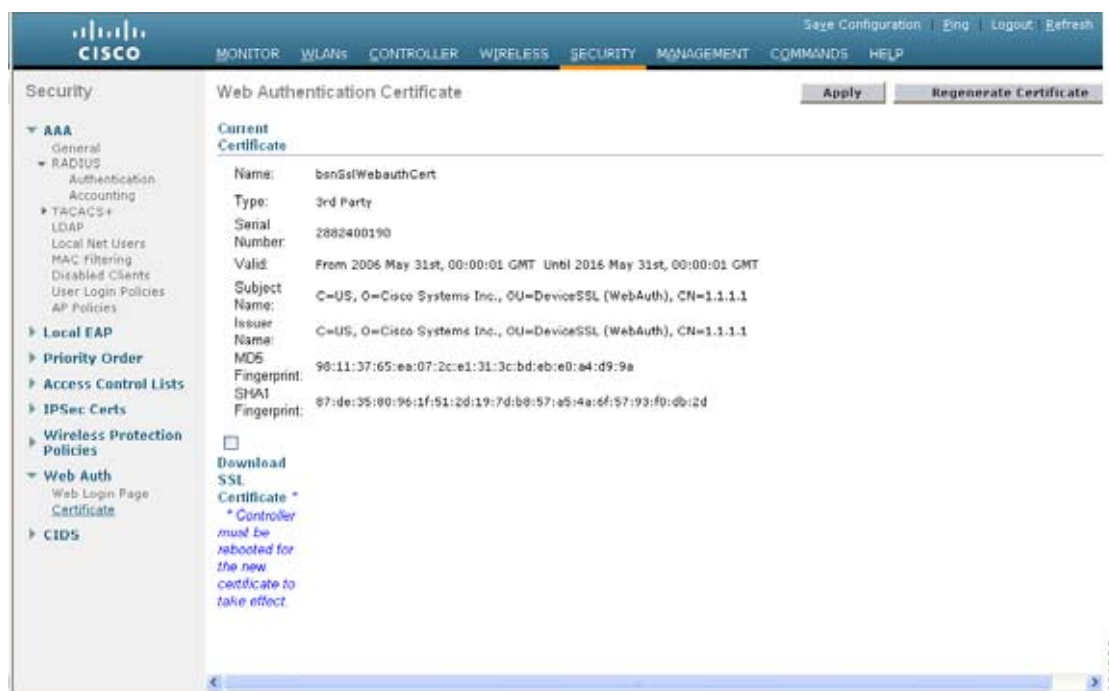 Save Configuration | Ping | Logout | Refresh
CISCO
MONITOR WLANs CONTROLLER WIRELESS SECURITY MANAGEMENT COMMANDS HELP
Security
AAA
General
RADIUS
Authentication
Accounting
TACACS+
LDAP
Local Net Users
MAC Filtering
Disabled Clients
User Login Policies
AP Policies
Local EAP
Priority Order
Access Control Lists
IPSec Certs
Wireless Protection
Policies
Web Auth
Web Login Page
Certificate
CIDS
Web Authentication Certificate
Apply
Regenerate Certificate
Current
Certificate
Name: bsnSslWebauthCert
Type: 3rd Party
Serial
Number: 2882400190
Valid: From 2006 May 31st, 00:00:01 GMT Until 2016 May 31st, 00:00:01 GMT
Subject
Name: C=US, O=Cisco Systems Inc., OU=DeviceSSL (WebAuth), CN=1.1.1.1
Issuer
Name: C=US, O=Cisco Systems Inc., OU=DeviceSSL (WebAuth), CN=1.1.1.1
MD5
Fingerprint: 98:11:37:65:ea:07:2c:e1:31:3c:bd:eb:e0:a4:d9:9a
SHA1
Fingerprint: 87:de:35:80:96:1f:51:2d:19:7d:b8:57:a5:4a:6f:57:93:f0:db:2d
Download
SSL
Certificate *
* Controller
must be
rebooted for
the new
certificate to
take effect.